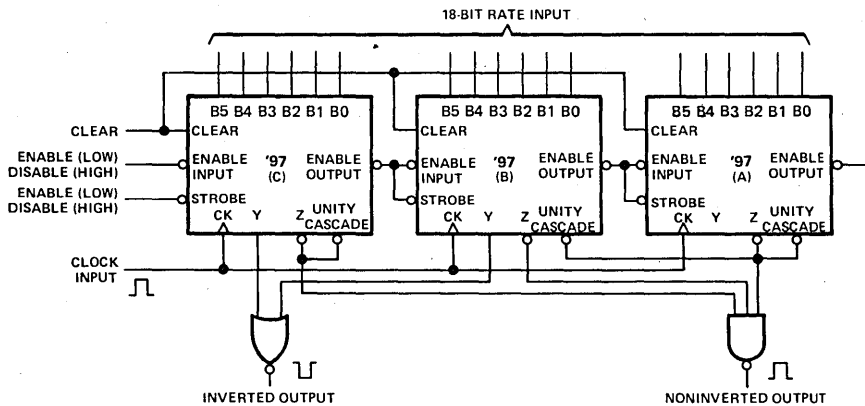 18-BIT RATE INPUT
B5 B4 B3 B2 B1 B0
B5 B4 B3 B2 B1 B0
B5 B4 B3 B2 B1 B0
CLEAR
CLEAR
CLEAR
CLEAR
ENABLE (LOW)
DISABLE (HIGH)
ENABLE
INPUT
'97
(C)
ENABLE
OUTPUT
ENABLE
INPUT
'97
(B)
ENABLE
OUTPUT
ENABLE
INPUT
'97
(A)
ENABLE
OUTPUT
ENABLE (LOW)
DISABLE (HIGH)
STROBE
STROBE
STROBE
CK Y Z UNITY
CASCADE
CK Y Z UNITY
CASCADE
CK Y Z UNITY
CASCADE
CLOCK
INPUT
INVERTED OUTPUT
NONINVERTED OUTPUT